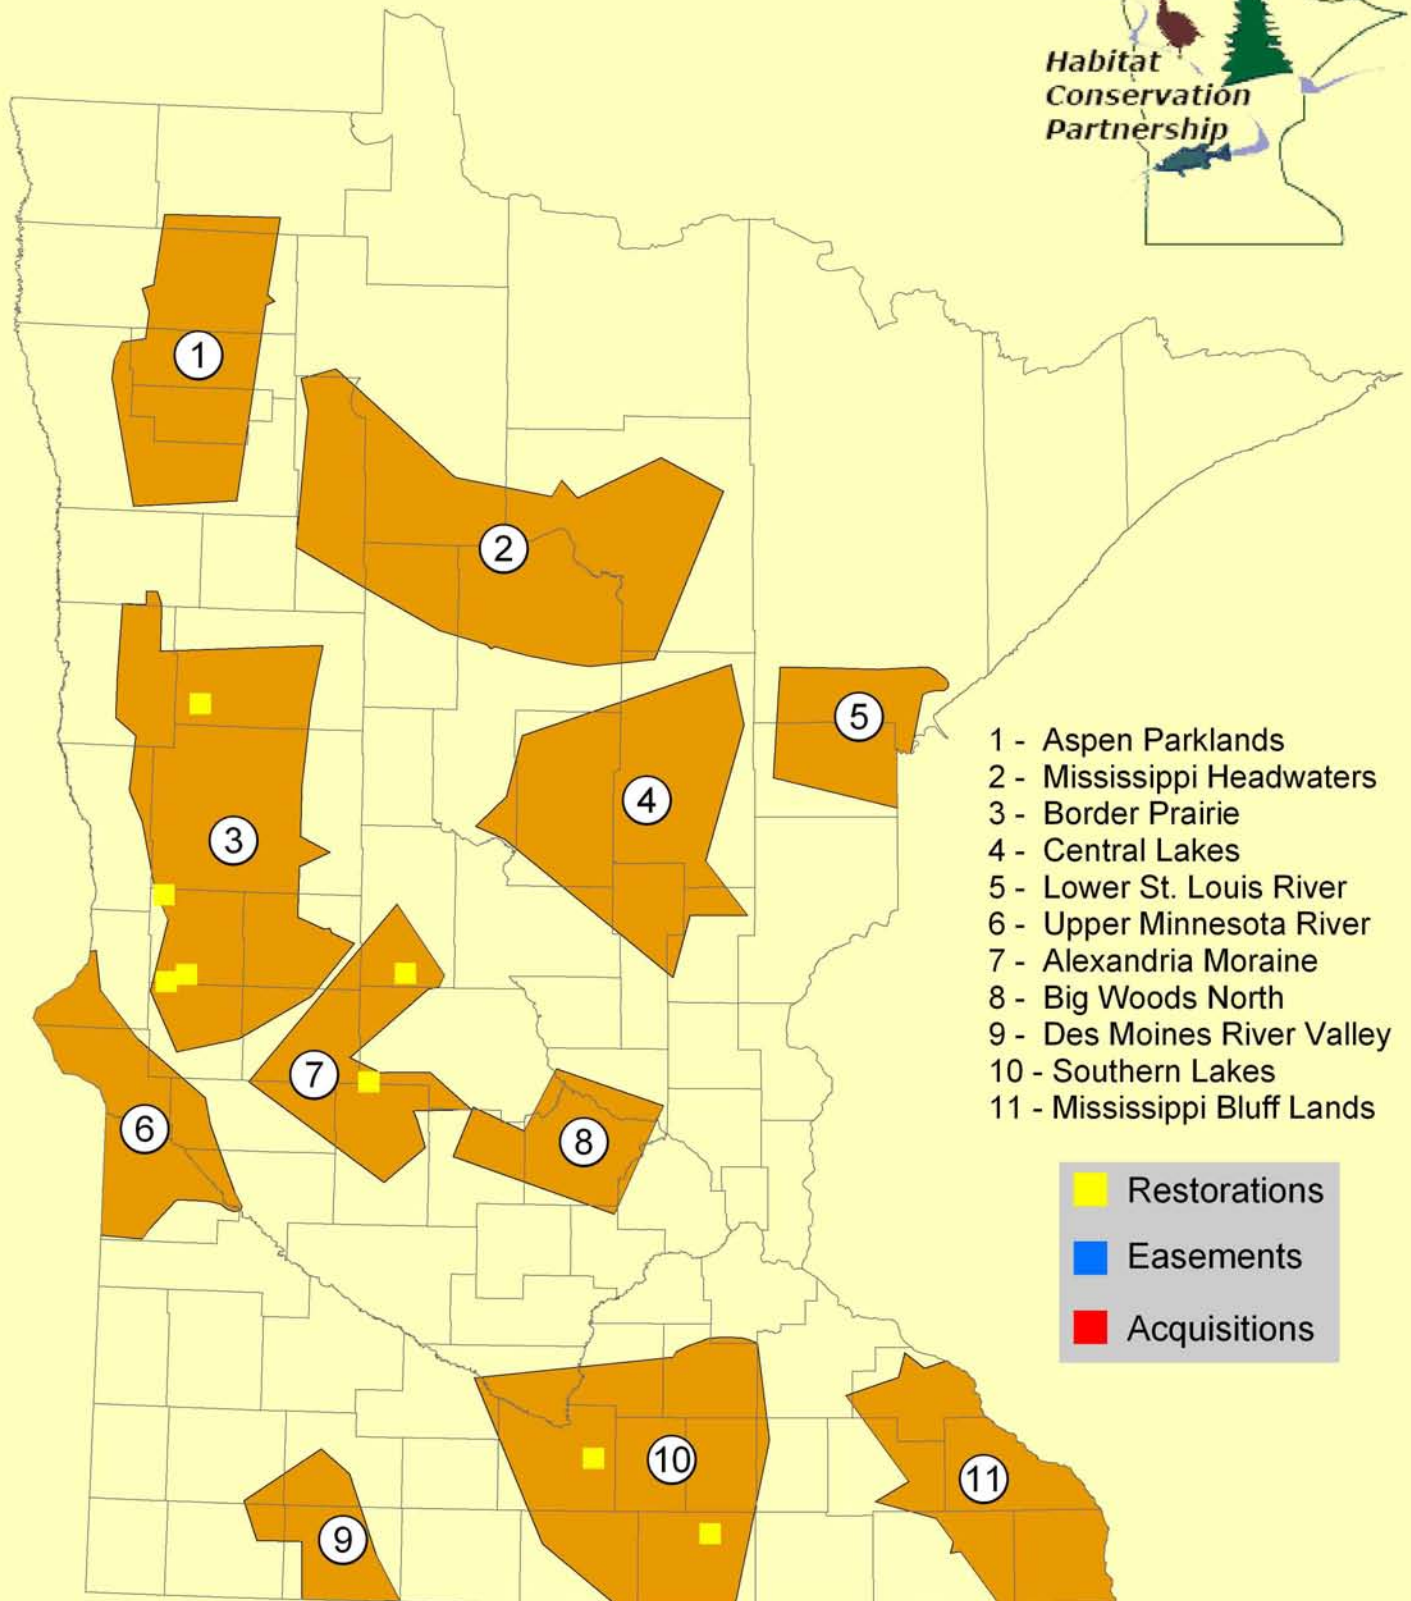 Habitat
Conservation
Partnership
1
2
3
4
5
6
7
8
9
10
11
1 - Aspen Parklands
2 - Mississippi Headwaters
3 - Border Prairie
4 - Central Lakes
5 - Lower St. Louis River
6 - Upper Minnesota River
7 - Alexandria Moraine
8 - Big Woods North
9 - Des Moines River Valley
10 - Southern Lakes
11 - Mississippi Bluff Lands
Restorations
Easements
Acquisitions